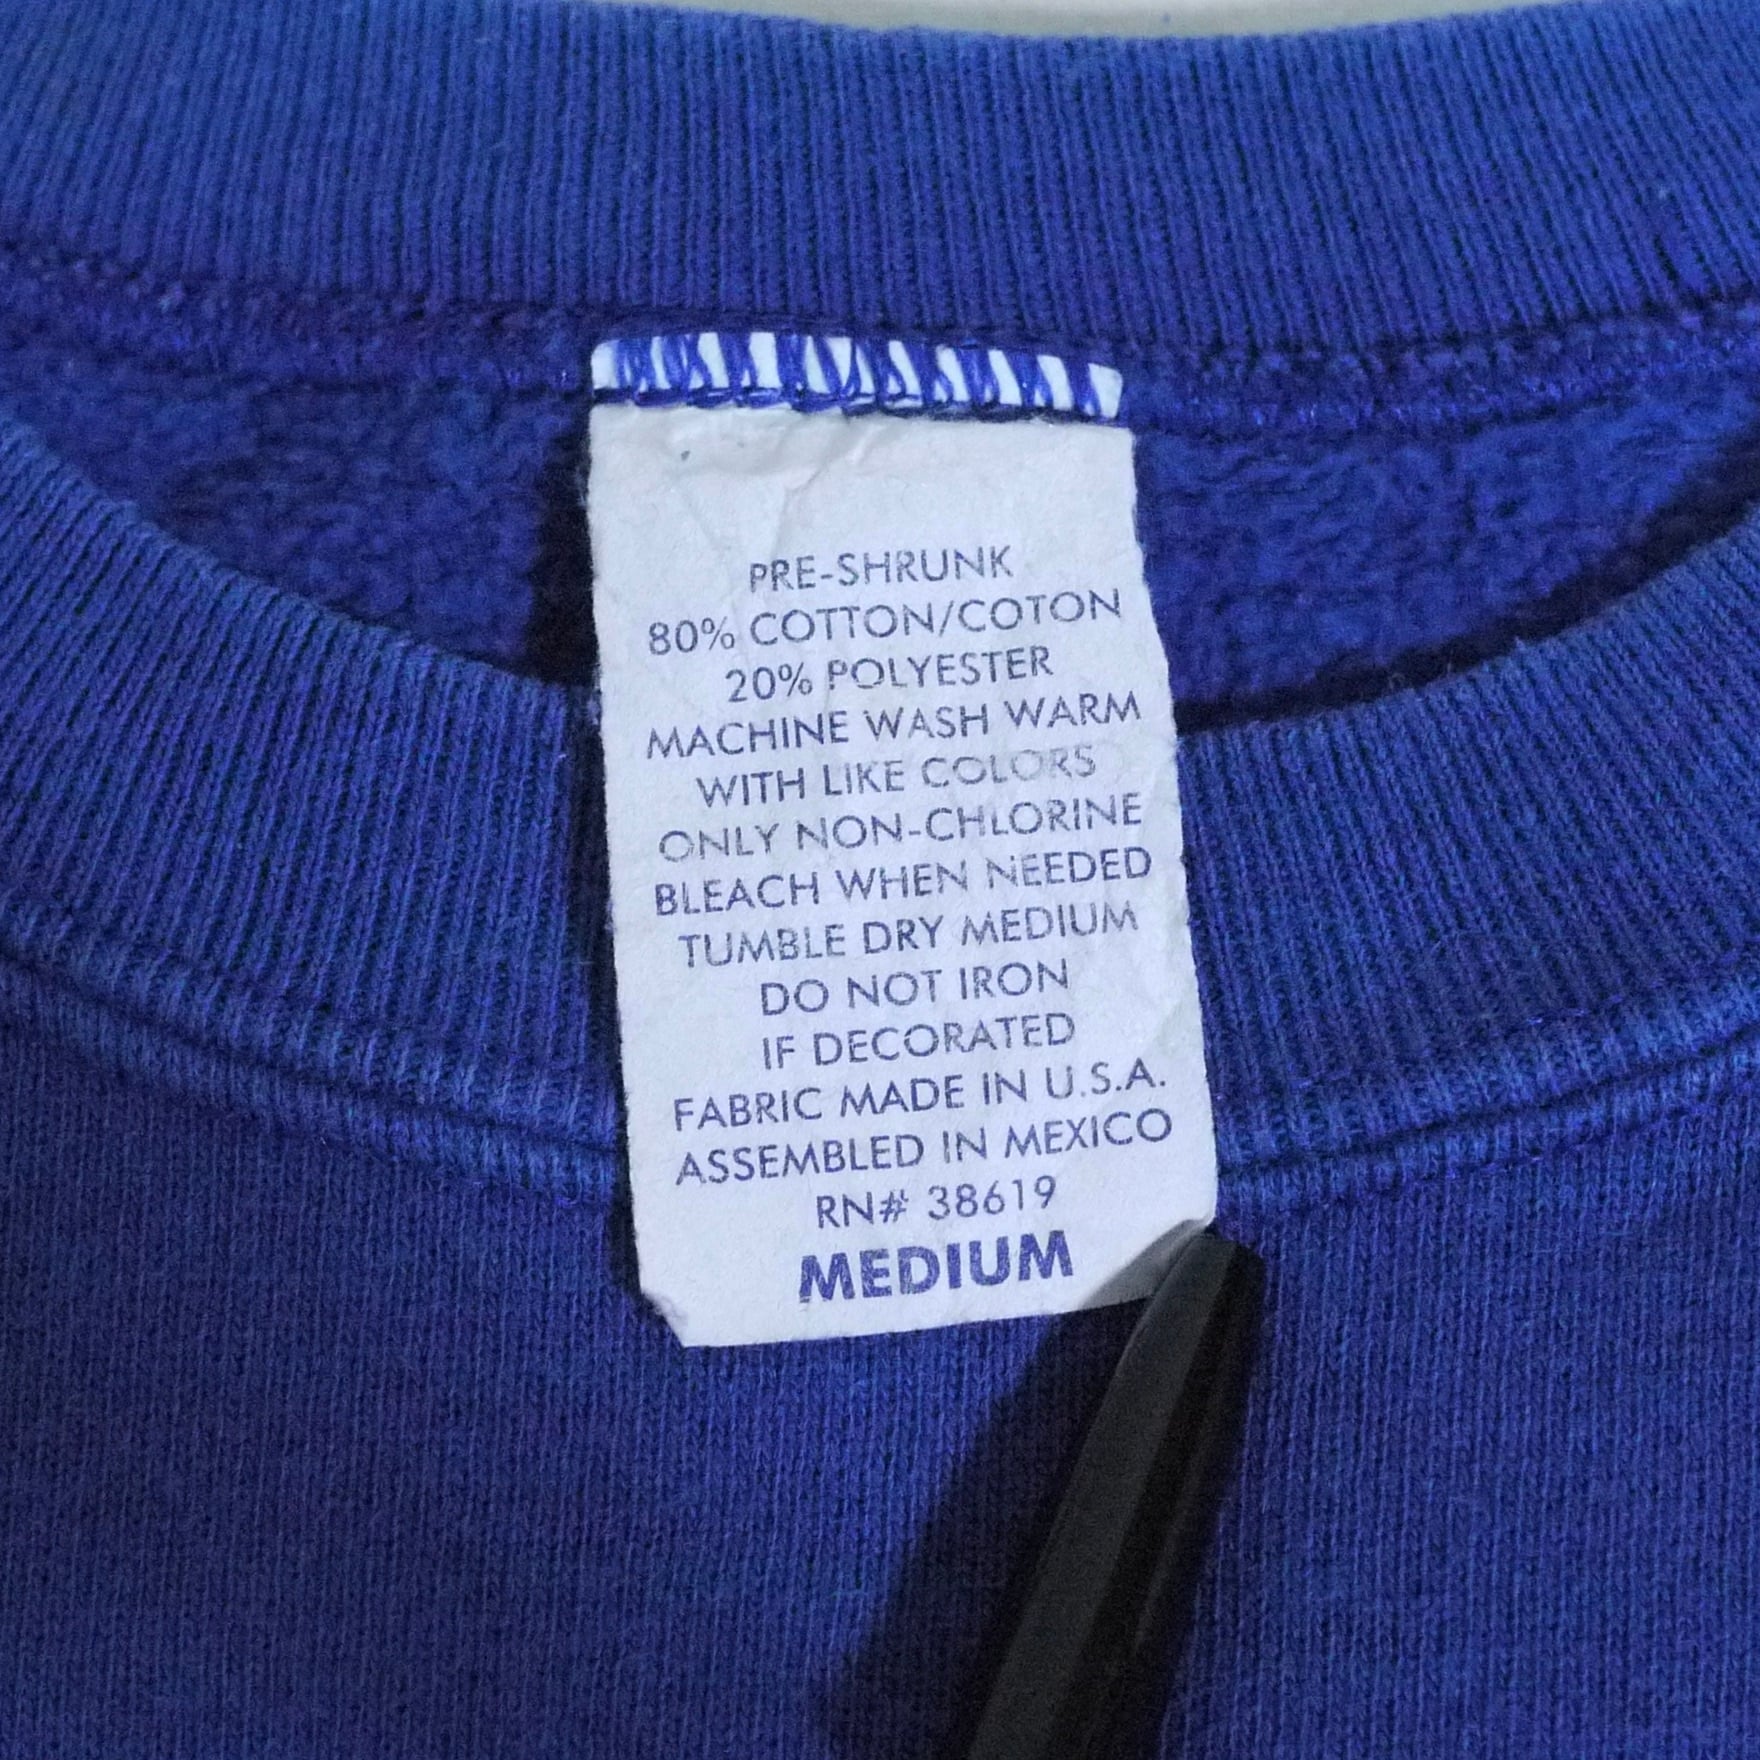 PRE-SHRUNK
80% COTTON/COTON
20% POLYESTER
MACHINE WASH WARM
WITH LIKE COLORS
ONLY NON-CHLORINE
BLEACH WHEN NEEDED
TUMBLE DRY MEDIUM
DO NOT IRON
IF DECORATED
FABRIC MADE IN U.S.A.
ASSEMBLED IN MEXICO
RN# 38619
MEDIUM